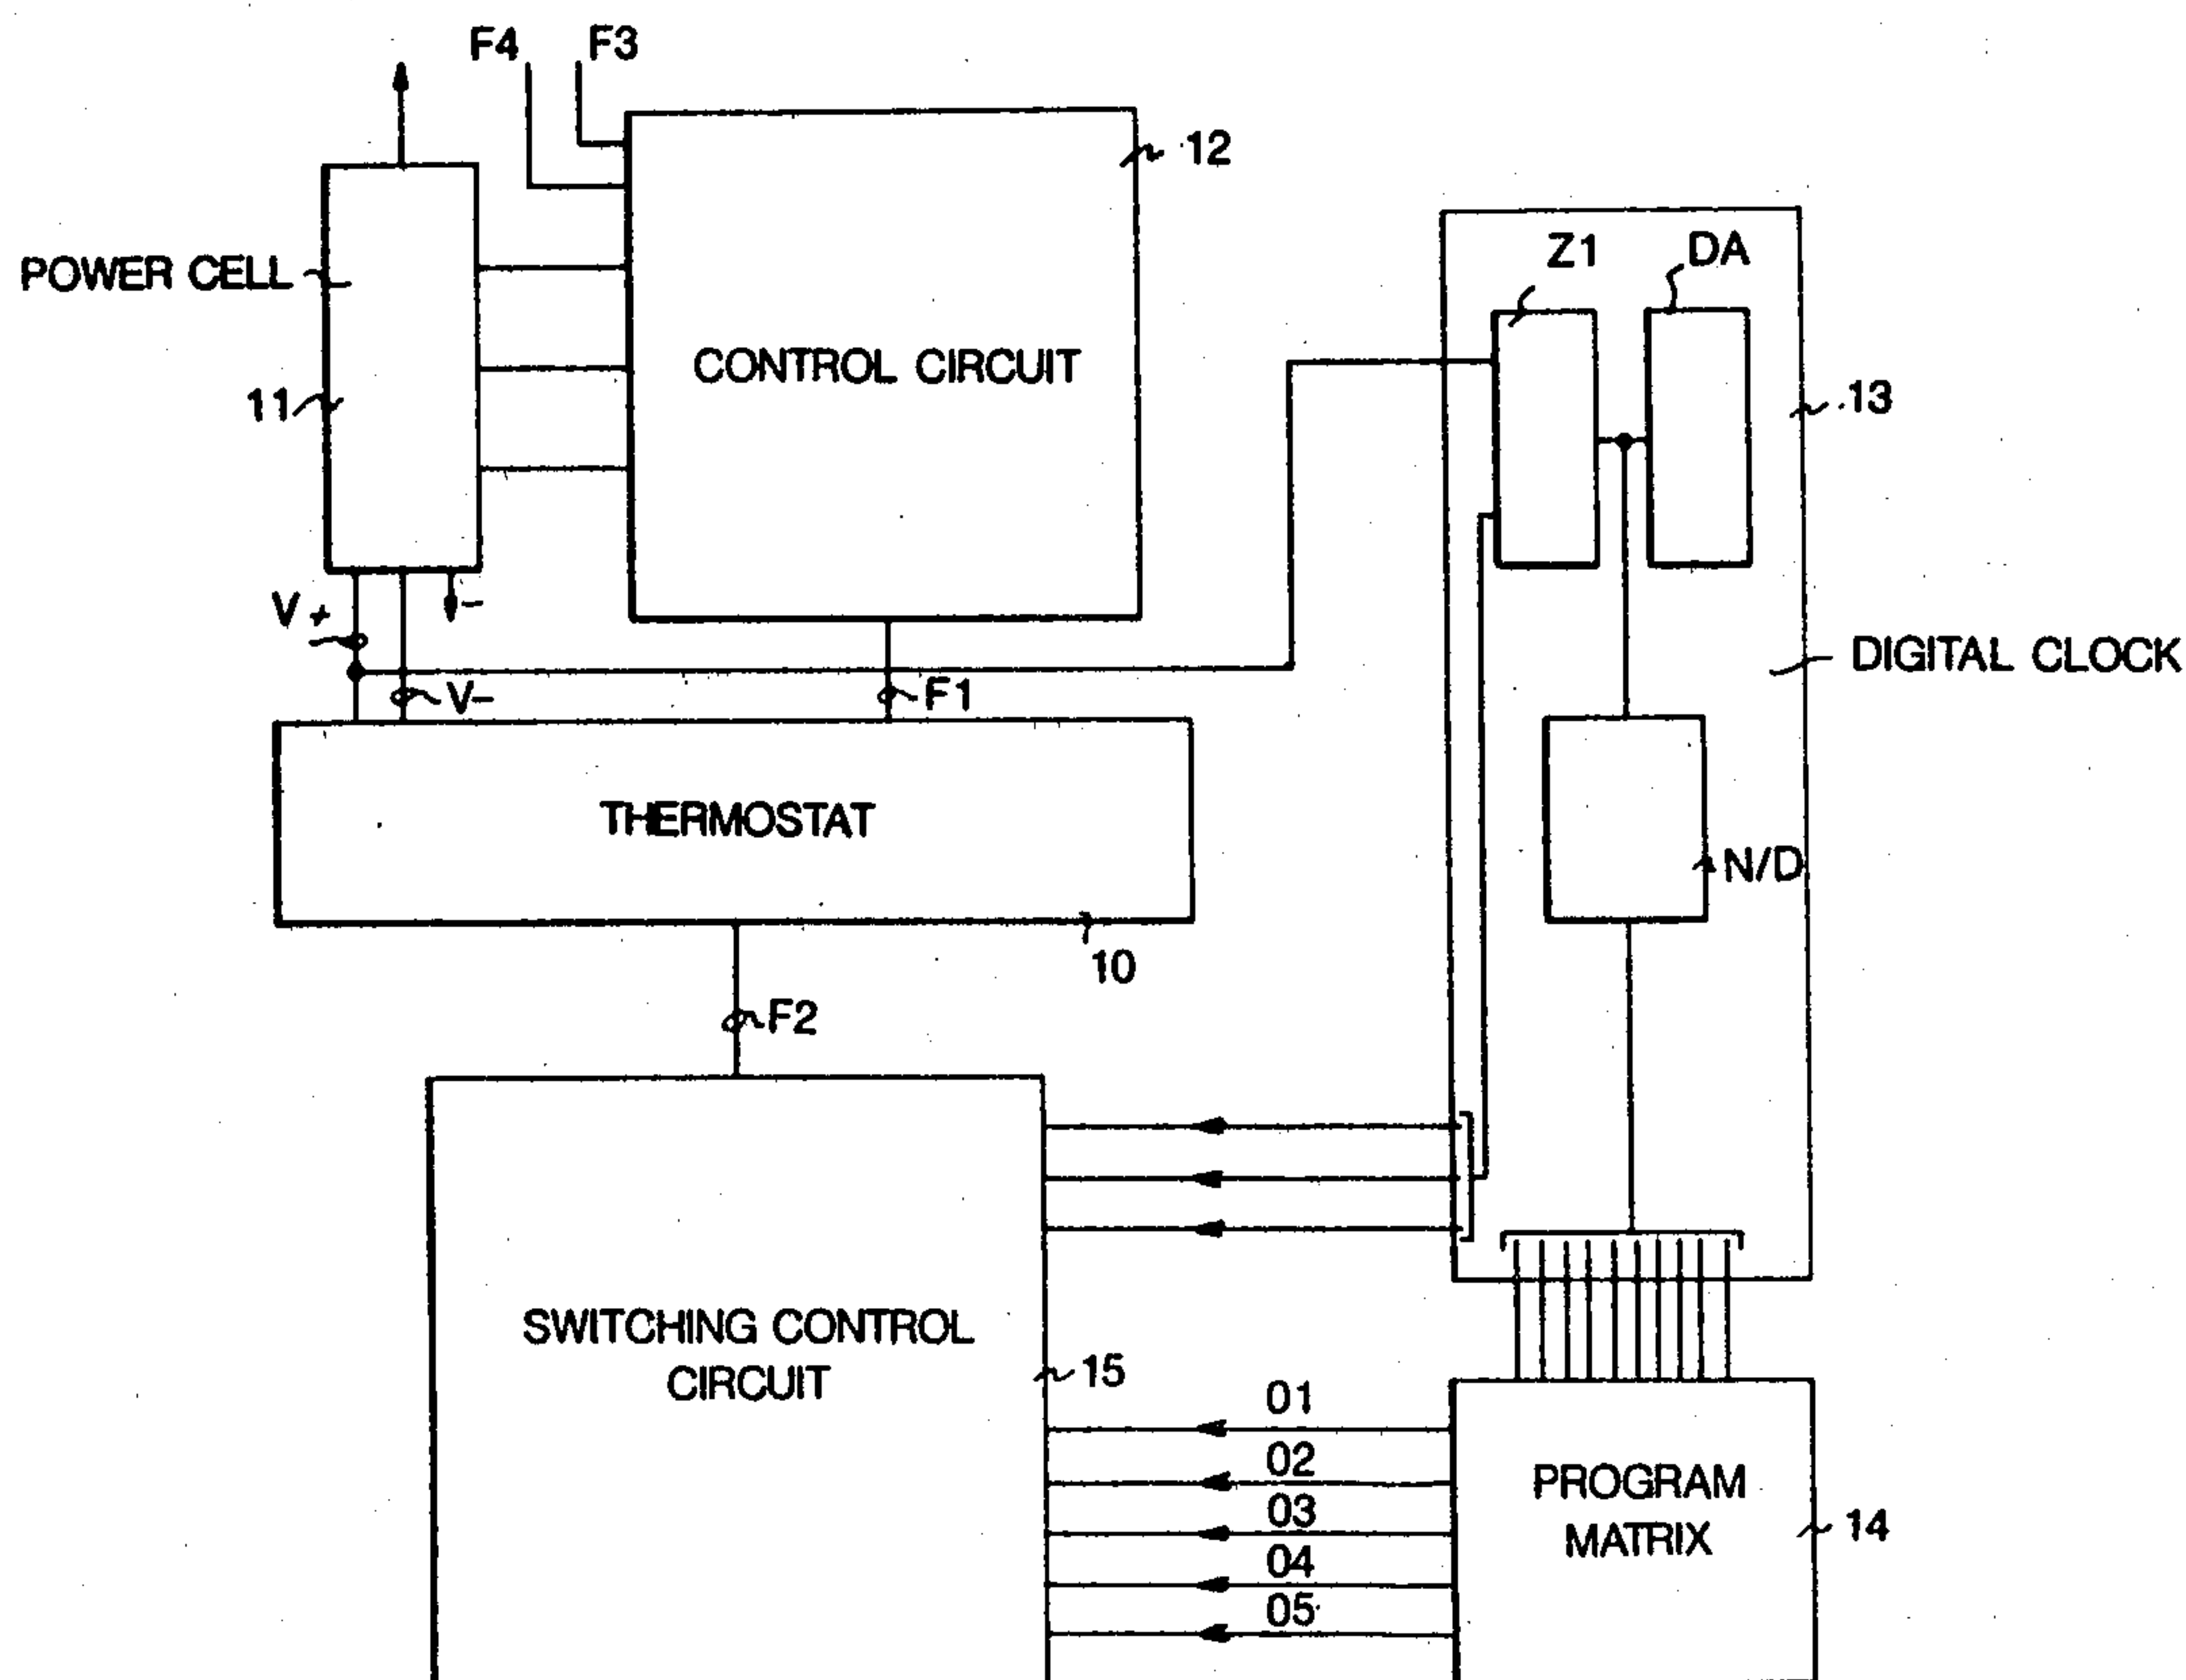 F4
F3
12
POWER CELL
CONTROL CIRCUIT
11
Z1
DA
13
V+
-
V-
F1
DIGITAL CLOCK
THERMOSTAT
N/D
10
F2
SWITCHING CONTROL
CIRCUIT
15
01
02
03
04
05
PROGRAM
MATRIX
14